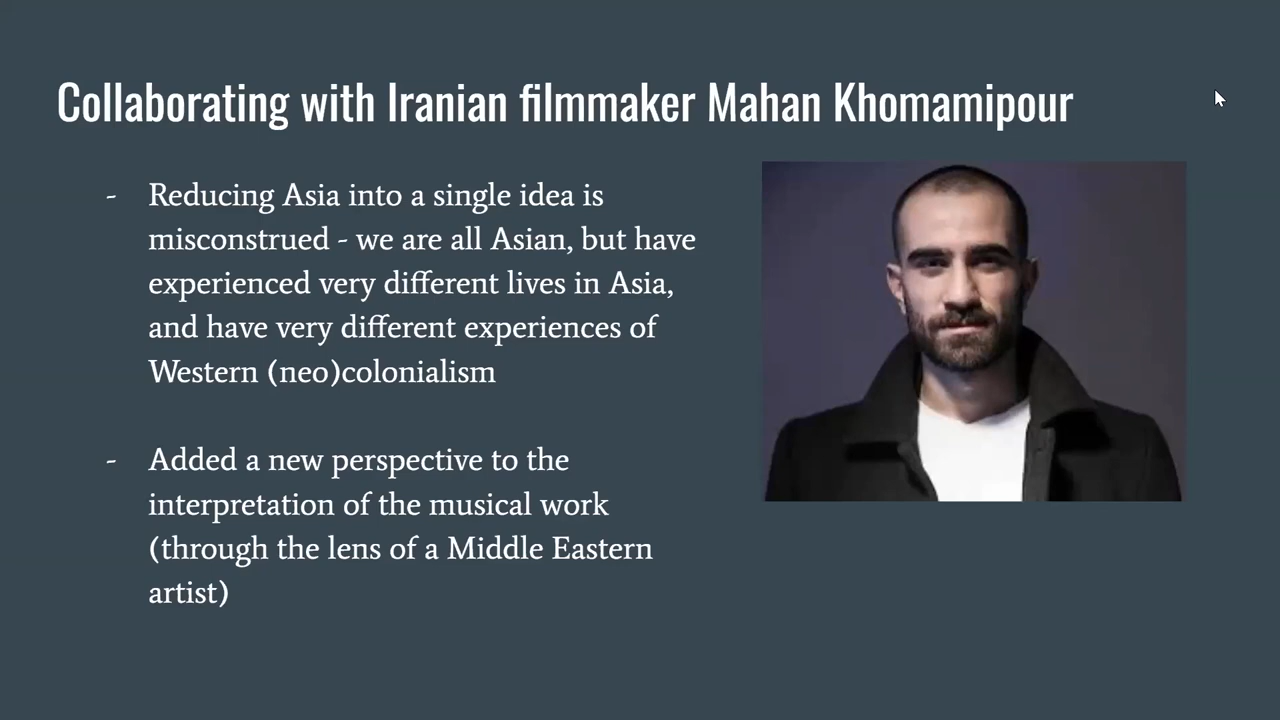 Collaborating with Iranian filmmaker Mahan Khomamipour
- Reducing Asia into a single idea is
misconstrued - we are all Asian, but have
experienced very different lives in Asia,
and have very different experiences of
Western (neo)colonialism
- Added a new perspective to the
interpretation of the musical work
(through the lens of a Middle Eastern
artist)